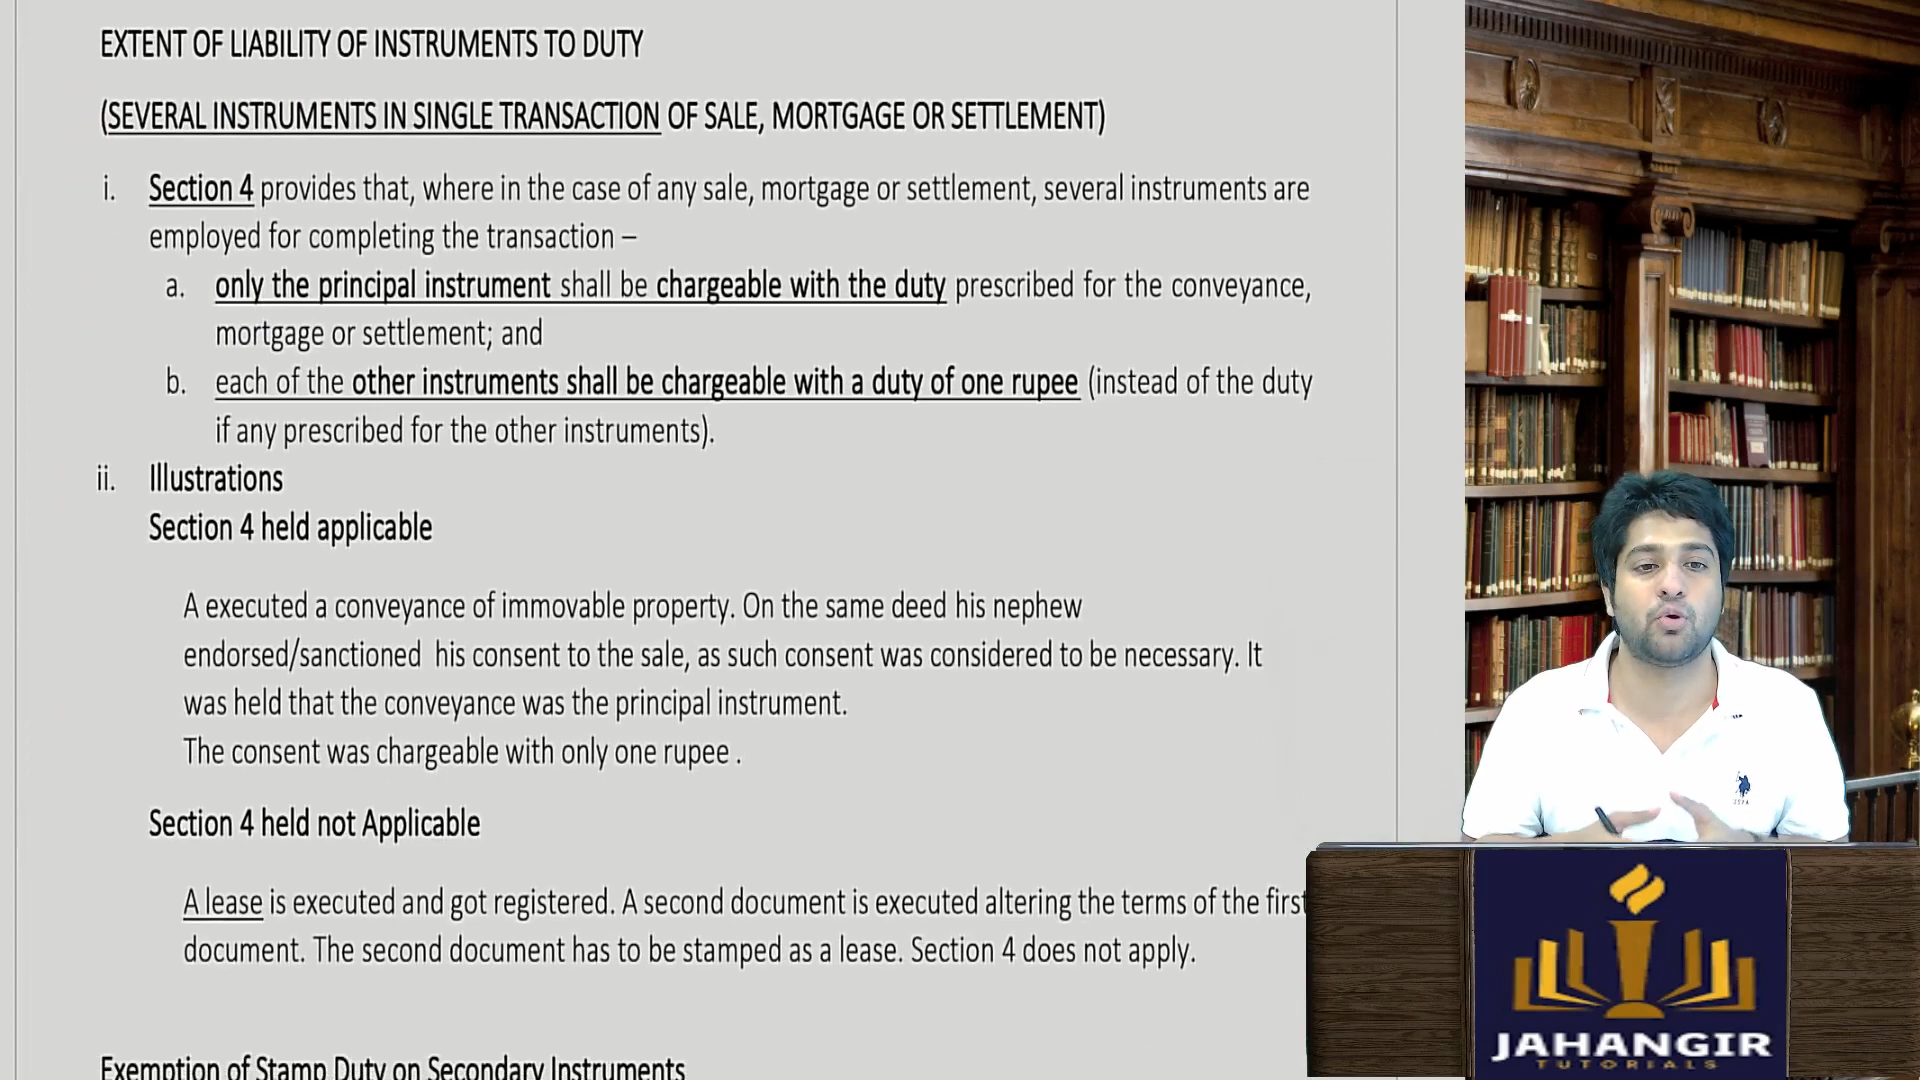 EXTENT OF LIABILITY OF INSTRUMENTS TO DUTY
(SEVERAL INSTRUMENTS IN SINGLE TRANSACTION OF SALE, MORTGAGE OR SETTLEMENT)
i. Section 4 provides that, where in the case of any sale, mortgage or settlement, several instruments are
employed for completing the transaction –
a. only the principal instrument shall be chargeable with the duty prescribed for the conveyance,
mortgage or settlement; and
b. each of the other instruments shall be chargeable with a duty of one rupee (instead of the duty
if any prescribed for the other instruments).
ii. Illustrations
Section 4 held applicable
A executed a conveyance of immovable property. On the same deed his nephew
endorsed/sanctioned his consent to the sale, as such consent was considered to be necessary. It
was held that the conveyance was the principal instrument.
The consent was chargeable with only one rupee .
Section 4 held not Applicable
A lease is executed and got registered. A second document is executed altering the terms of the first
document. The second document has to be stamped as a lease. Section 4 does not apply.
Exemption of Stamp Duty on Secondary Instruments
JAHANGIR
TUTORIALS